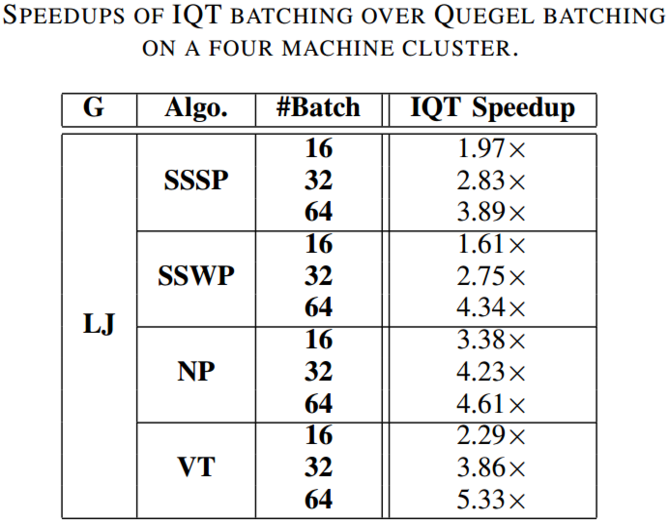 SPEEDUPS OF IQT BATCHING OVER QUEGEL BATCHING
ON A FOUR MACHINE CLUSTER.
G Algo. #Batch IQT Speedup
16 1.97×
SSSP 32 2.83×
64 3.89×
16 1.61×
SSWP 32 2.75×
64 4.34×
LJ
16 3.38×
NP 32 4.23×
64 4.61×
16 2.29×
VT 32 3.86×
64 5.33×